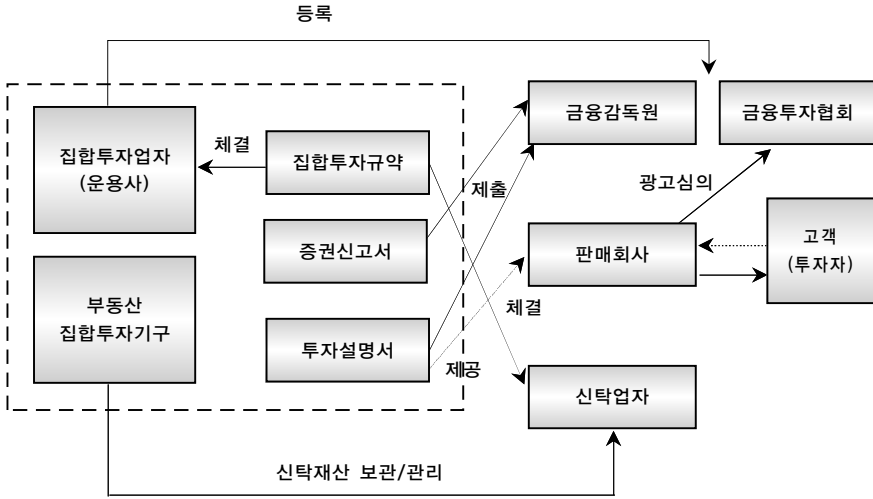 등록
금융감독원
금융투자협회
집합투자업자
(운용사)
체결
집합투자규약
제출
광고심의
증권신고서
판매회사
고객
(투자자)
부동산
집합투자기구
투자설명서
체결
제공
신탁업자
신탁재산 보관/관리